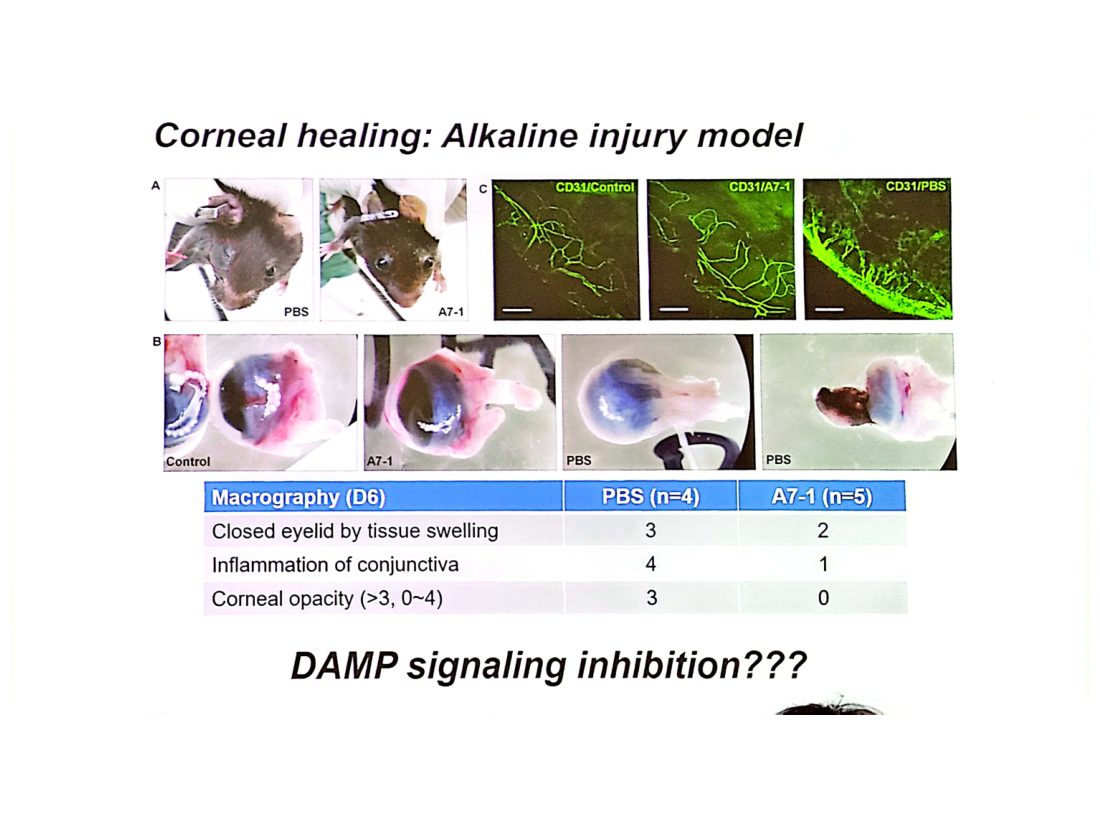 Corneal healing: Alkaline injury model
A
PBS
A7-1
C
CD31/Control
CD31/A7-1
CD31/PBS
B
Control
A7-1
PBS
PBS
Macrography (D6) PBS (n=4) A7-1 (n=5)
Closed eyelid by tissue swelling 3 2
Inflammation of conjunctiva 4 1
Corneal opacity (>3, 0~4) 3 0
DAMP signaling inhibition???